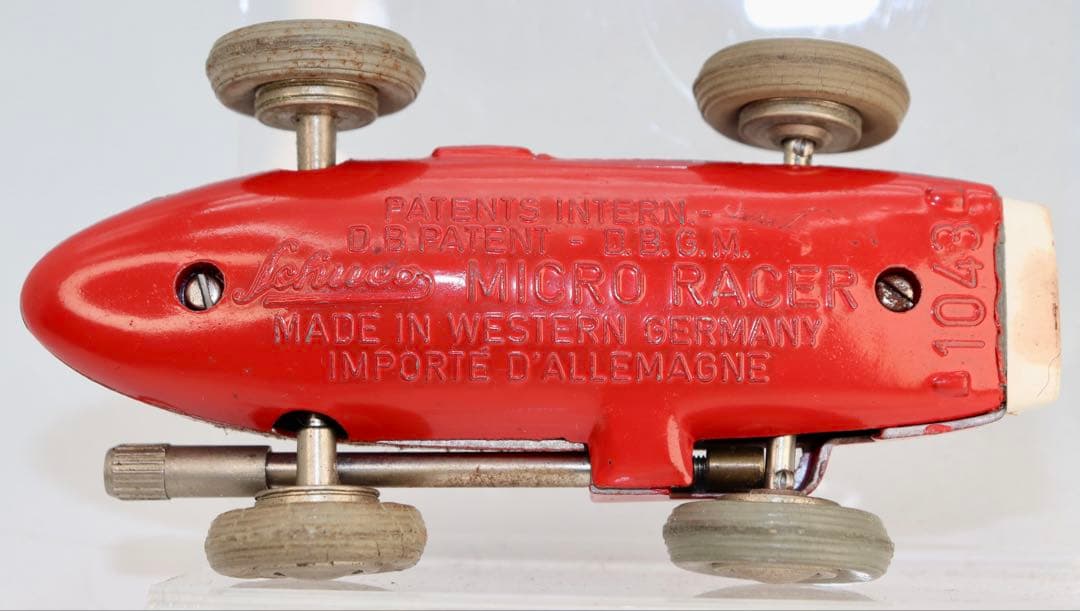 PATENTS INTERN.-
D.B.PATENT - D.B.G.M.
Schuco MICRO RACER
MADE IN WESTERN GERMANY
IMPORTÉ D'ALLEMAGNE
1043